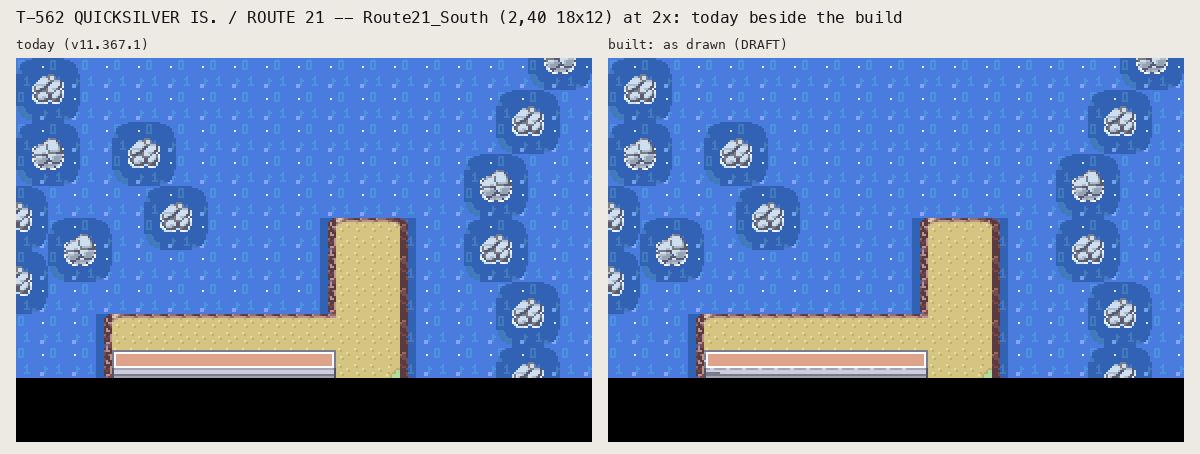 T-562 QUICKSILVER IS. / ROUTE 21 -- Route21_South (2,40 18x12) at 2x: today beside the build
today (v11.367.1)
built: as drawn (DRAFT)